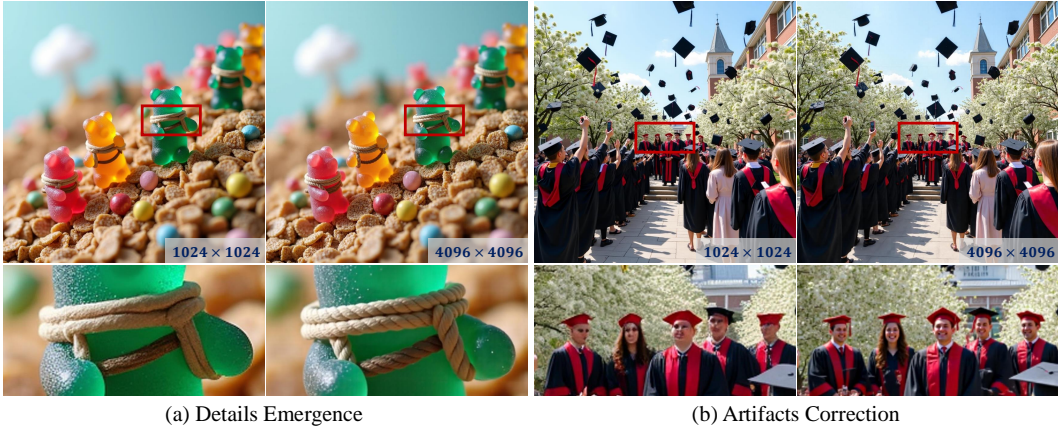 1024 × 1024
4096 × 4096
1024 × 1024
4096 × 4096
(a) Details Emergence
(b) Artifacts Correction